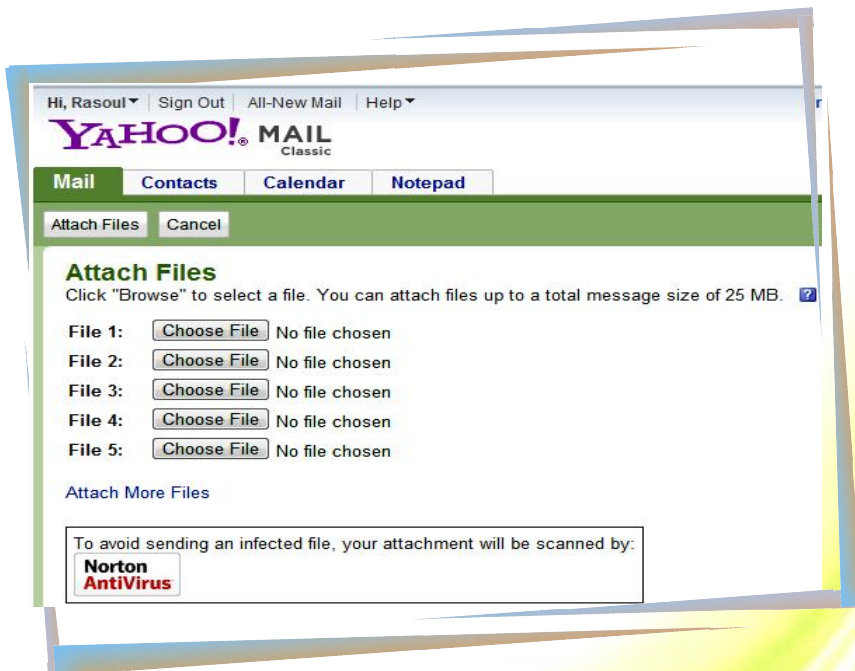 Hi, Rasoul Sign Out All-New Mail Help
YAHOO!® MAIL
Classic
Mail Contacts Calendar Notepad
Attach Files Cancel
Attach Files
Click "Browse" to select a file. You can attach files up to a total message size of 25 MB. ?
File 1: Choose File No file chosen
File 2: Choose File No file chosen
File 3: Choose File No file chosen
File 4: Choose File No file chosen
File 5: Choose File No file chosen
Attach More Files
To avoid sending an infected file, your attachment will be scanned by:
Norton
AntiVirus